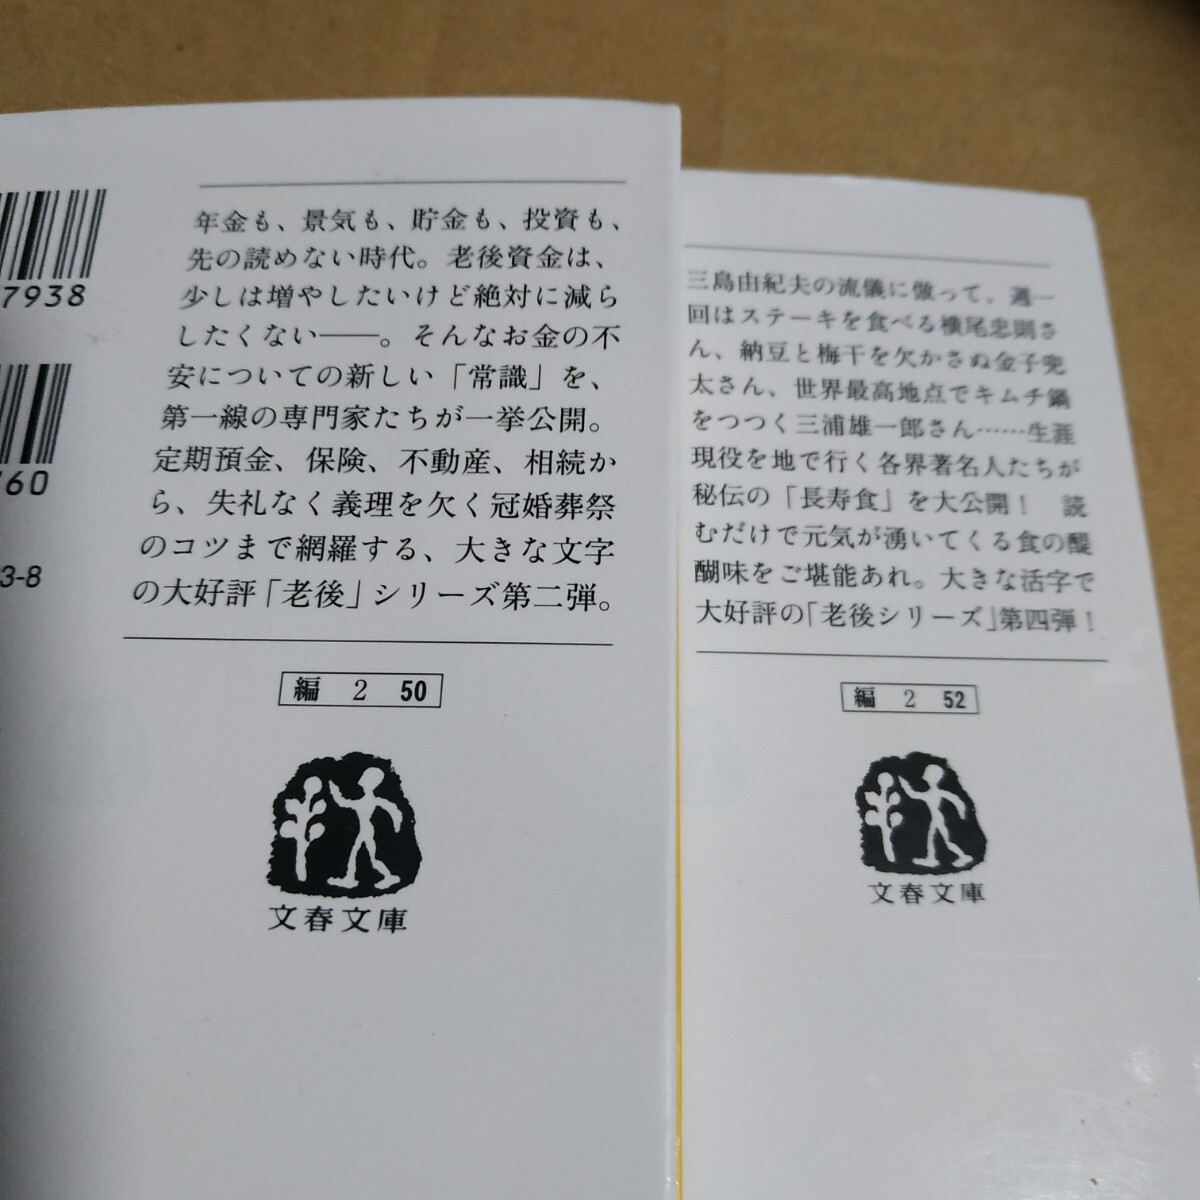 7938
760
3-8
年金も、景気も、貯金も、投資も、
先の読めない時代。老後資金は、
少しは増やしたいけど絶対に減ら
したくない――。そんなお金の不
安についての新しい「常識」を、
第一線の専門家たちが一挙公開。
定期預金、保険、不動産、相続か
ら、失礼なく義理を欠く冠婚葬祭
のコツまで網羅する、大きな文字
の大好評「老後」シリーズ第二弾。
編 2 50
文春文庫
三島由紀夫の流儀に倣って、週一
回はステーキを食べる横尾忠則さ
ん、納豆と梅干を欠かさぬ金子兜
太さん、世界最高地点でキムチ鍋
をつつく三浦雄一郎さん……生涯
現役を地で行く各界著名人たちが
秘伝の「長寿食」を大公開! 読
むだけで元気が湧いてくる食の醍
醐味をご堪能あれ。大きな活字で
大好評の「老後シリーズ」第四弾!
編 2 52
文春文庫